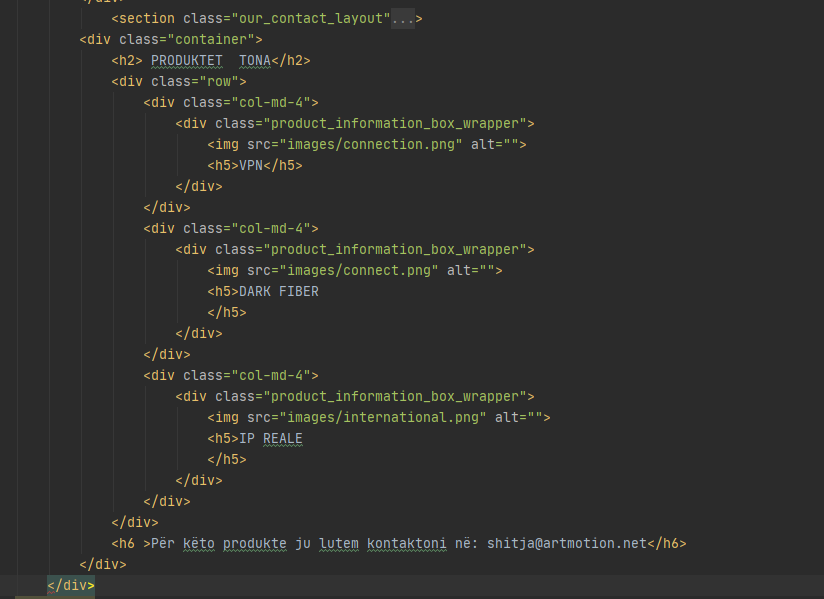 <section class="our_contact_layout"...>
<div class="container">
<h2> PRODUKTET  TONA</h2>
<div class="row">
<div class="col-md-4">
<div class="product_information_box_wrapper">
<img src="images/connection.png" alt="">
<h5>VPN</h5>
</div>
</div>
<div class="col-md-4">
<div class="product_information_box_wrapper">
<img src="images/connect.png" alt="">
<h5>DARK FIBER
</h5>
</div>
</div>
<div class="col-md-4">
<div class="product_information_box_wrapper">
<img src="images/international.png" alt="">
<h5>IP REALE
</h5>
</div>
</div>
</div>
<h6 >Për këto produkte ju lutem kontaktoni në: shitja@artmotion.net</h6>
</div>
</div>